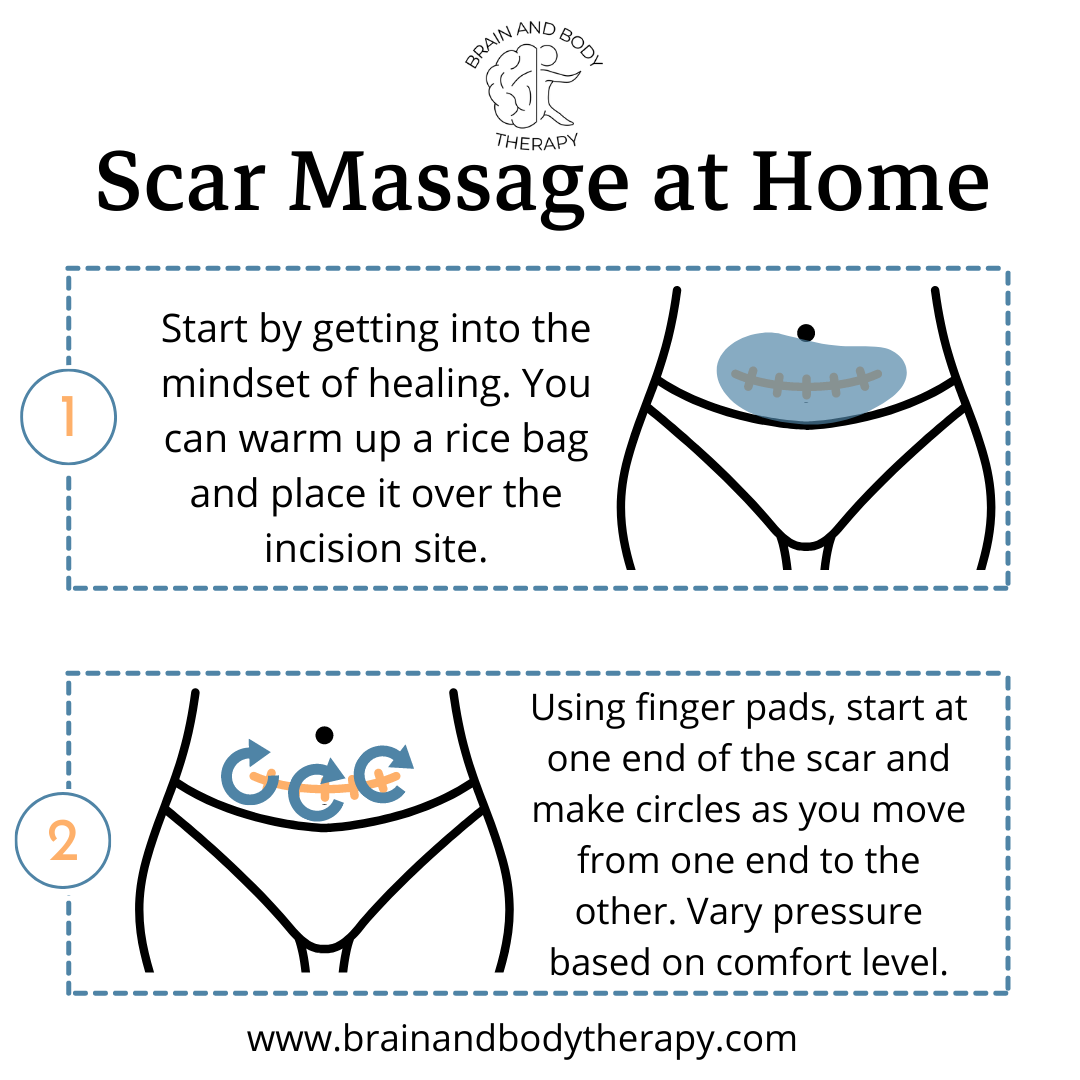 BRAIN AND BODY
THERAPY
Scar Massage at Home
1
Start by getting into the
mindset of healing. You
can warm up a rice bag
and place it over the
incision site.
2
Using finger pads, start at
one end of the scar and
make circles as you move
from one end to the
other. Vary pressure
based on comfort level.
www.brainandbodytherapy.com